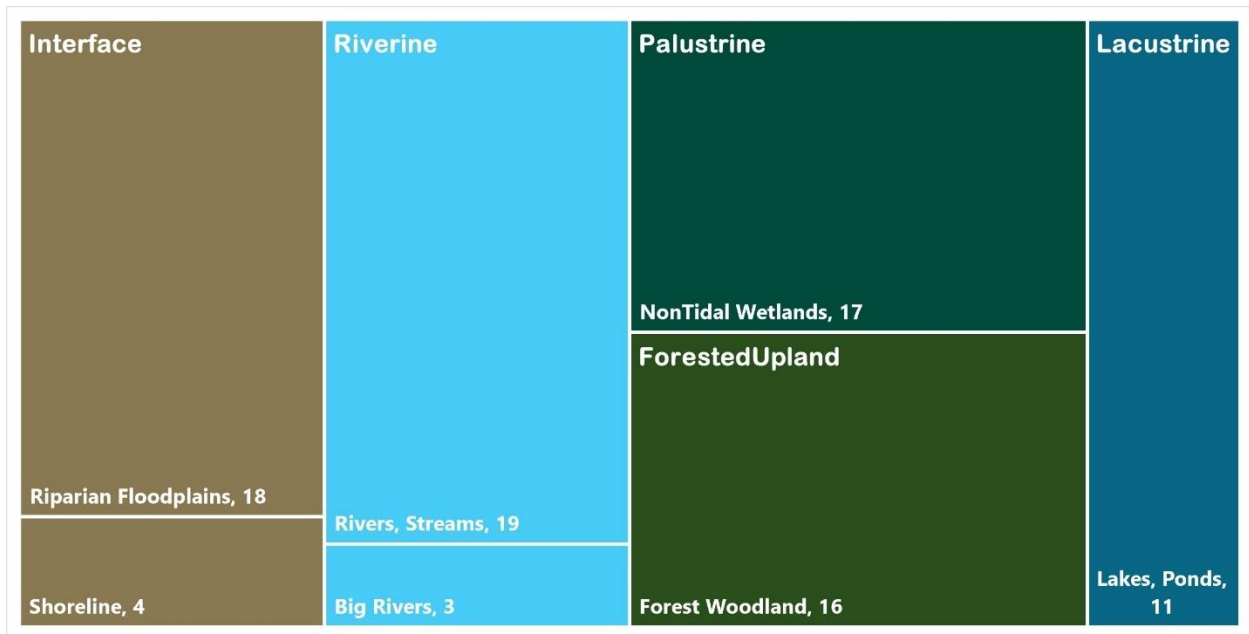 Interface
Riparian Floodplains, 18
Shoreline, 4
Riverine
Rivers, Streams, 19
Big Rivers, 3
Palustrine
NonTidal Wetlands, 17
ForestedUpland
Forest Woodland, 16
Lacustrine
Lakes, Ponds,
11